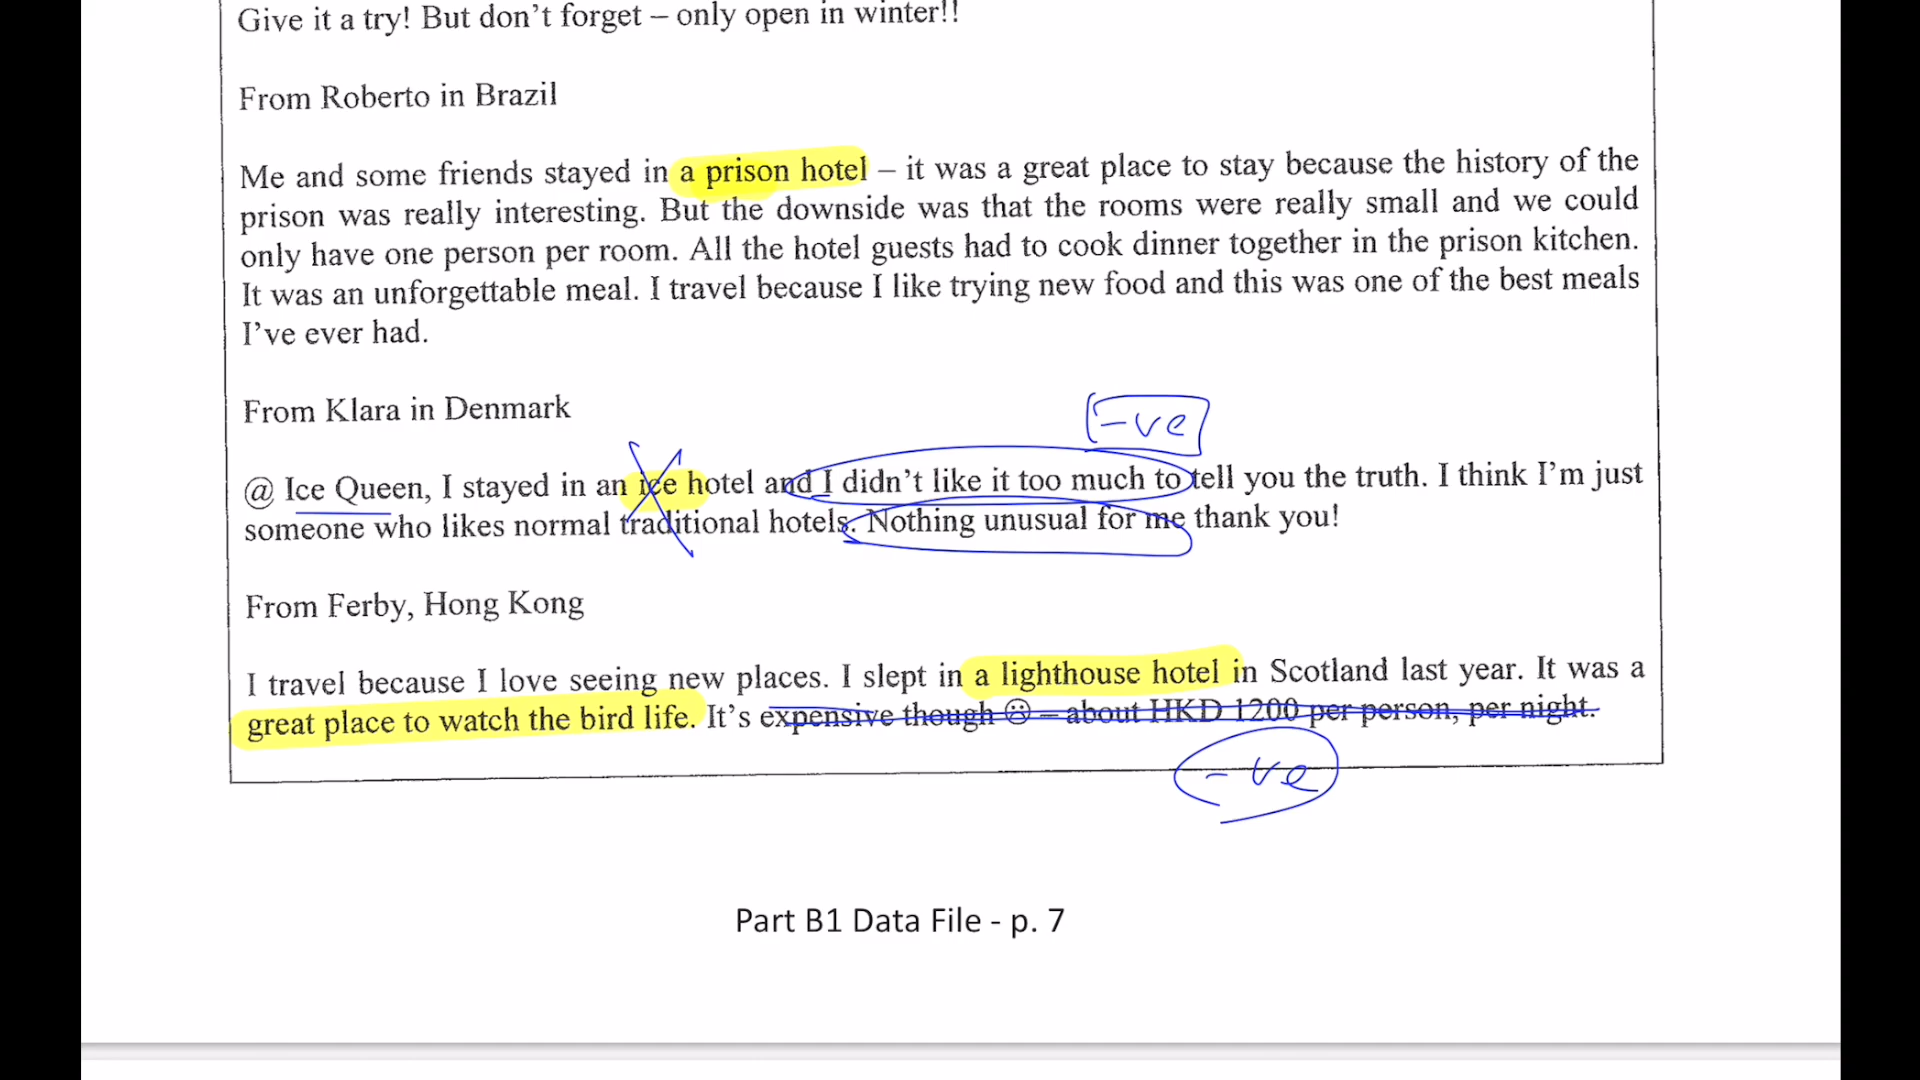 Give it a try! But don't forget – only open in winter!!
From Roberto in Brazil
Me and some friends stayed in a prison hotel – it was a great place to stay because the history of the
prison was really interesting. But the downside was that the rooms were really small and we could
only have one person per room. All the hotel guests had to cook dinner together in the prison kitchen.
It was an unforgettable meal. I travel because I like trying new food and this was one of the best meals
I've ever had.
From Klara in Denmark
-ve
@ Ice Queen, I stayed in an ice hotel and I didn't like it too much to tell you the truth. I think I'm just
someone who likes normal traditional hotels. Nothing unusual for me thank you!
From Ferby, Hong Kong
I travel because I love seeing new places. I slept in a lighthouse hotel in Scotland last year. It was a
great place to watch the bird life. It's expensive though ☹ – about HKD 1200 per person, per night.
-ve
Part B1 Data File - p. 7